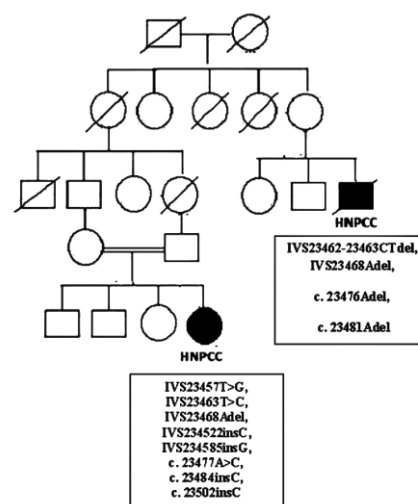 HNPCC
IVS23462-23463CTdel,
IVS23468Adel,
c. 23476Adel,
c. 23481Adel
HNPCC
IVS23457T>G,
IVS23463T>C,
IVS23468Adel,
IVS234522insC,
IVS234585insG,
c. 23477A>C,
c. 23484insC,
c. 23502insC